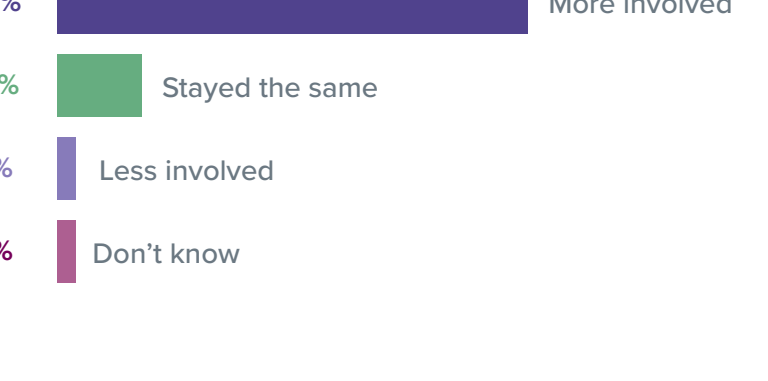 % More involved
% Stayed the same
% Less involved
% Don’t know